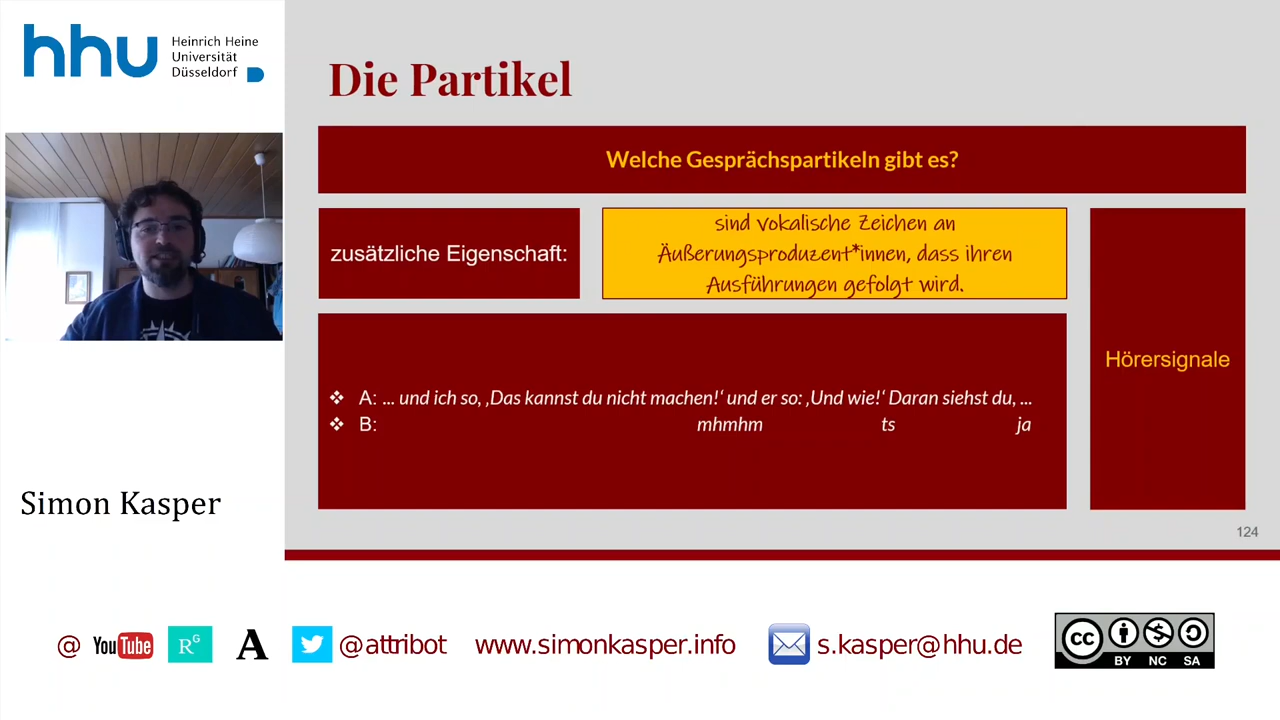 hhu
Heinrich Heine
Universität
Düsseldorf
Die Partikel
Welche Gesprächspartikeln gibt es?
zusätzliche Eigenschaft:
sind vokalische Zeichen an
Äußerungsproduzent*innen, dass ihren
Ausführungen gefolgt wird.
Hörersignale
❖ A: ... und ich so, ‚Das kannst du nicht machen!‘ und er so: ‚Und wie!‘ Daran siehst du, ...
❖ B: mhmhm ts ja
Simon Kasper
124
@ YouTube RG A @attribot www.simonkasper.info s.kasper@hhu.de
cc BY NC SA